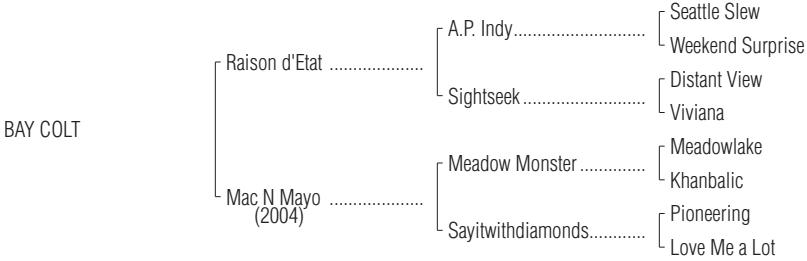 Seattle Slew
A.P. Indy............................
Weekend Surprise
Raison d'Etat ....................
Distant View
Sightseek..........................
Viviana
BAY COLT
Meadowlake
Meadow Monster ..............
Khanbalic
Mac N Mayo ....................
(2004)
Pioneering
Sayitwithdiamonds............
Love Me a Lot